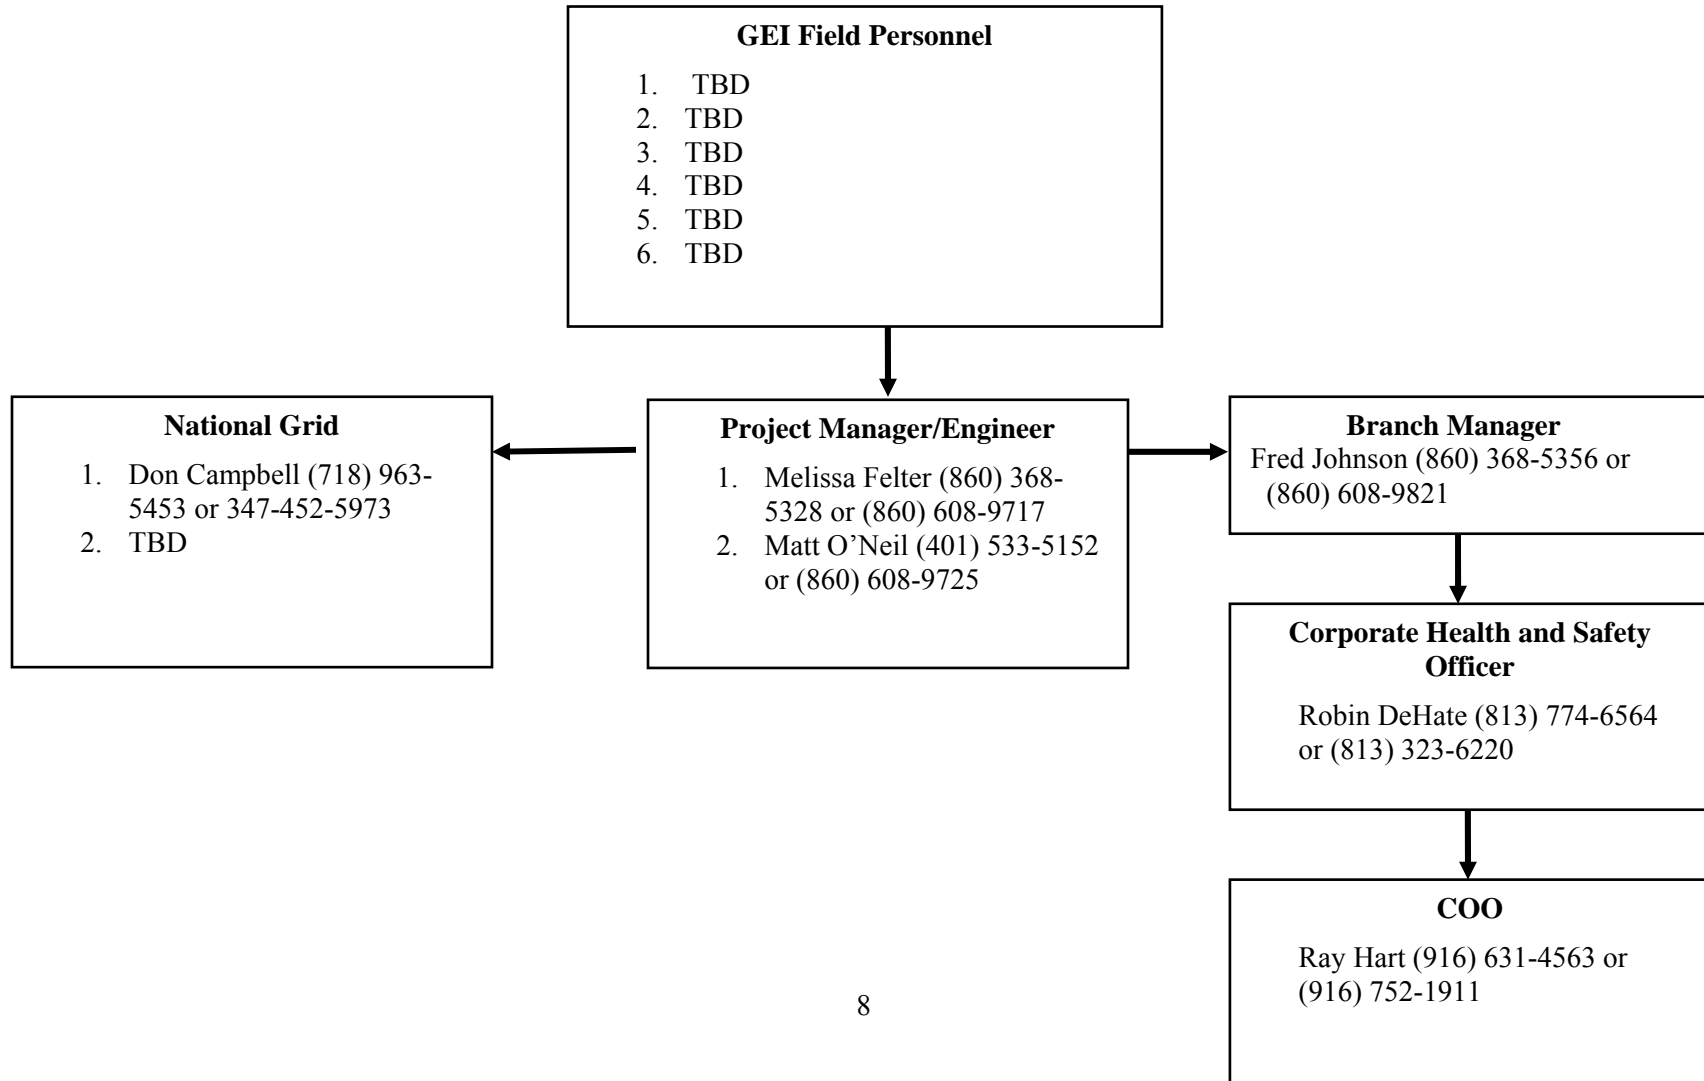 GEI Field Personnel
1. TBD
2. TBD
3. TBD
4. TBD
5. TBD
6. TBD
National Grid
1. Don Campbell (718) 963-
5453 or 347-452-5973
2. TBD
Project Manager/Engineer
1. Melissa Felter (860) 368-
5328 or (860) 608-9717
2. Matt O’Neil (401) 533-5152
or (860) 608-9725
Branch Manager
Fred Johnson (860) 368-5356 or
(860) 608-9821
Corporate Health and Safety
Officer
Robin DeHate (813) 774-6564
or (813) 323-6220
COO
Ray Hart (916) 631-4563 or
(916) 752-1911
8